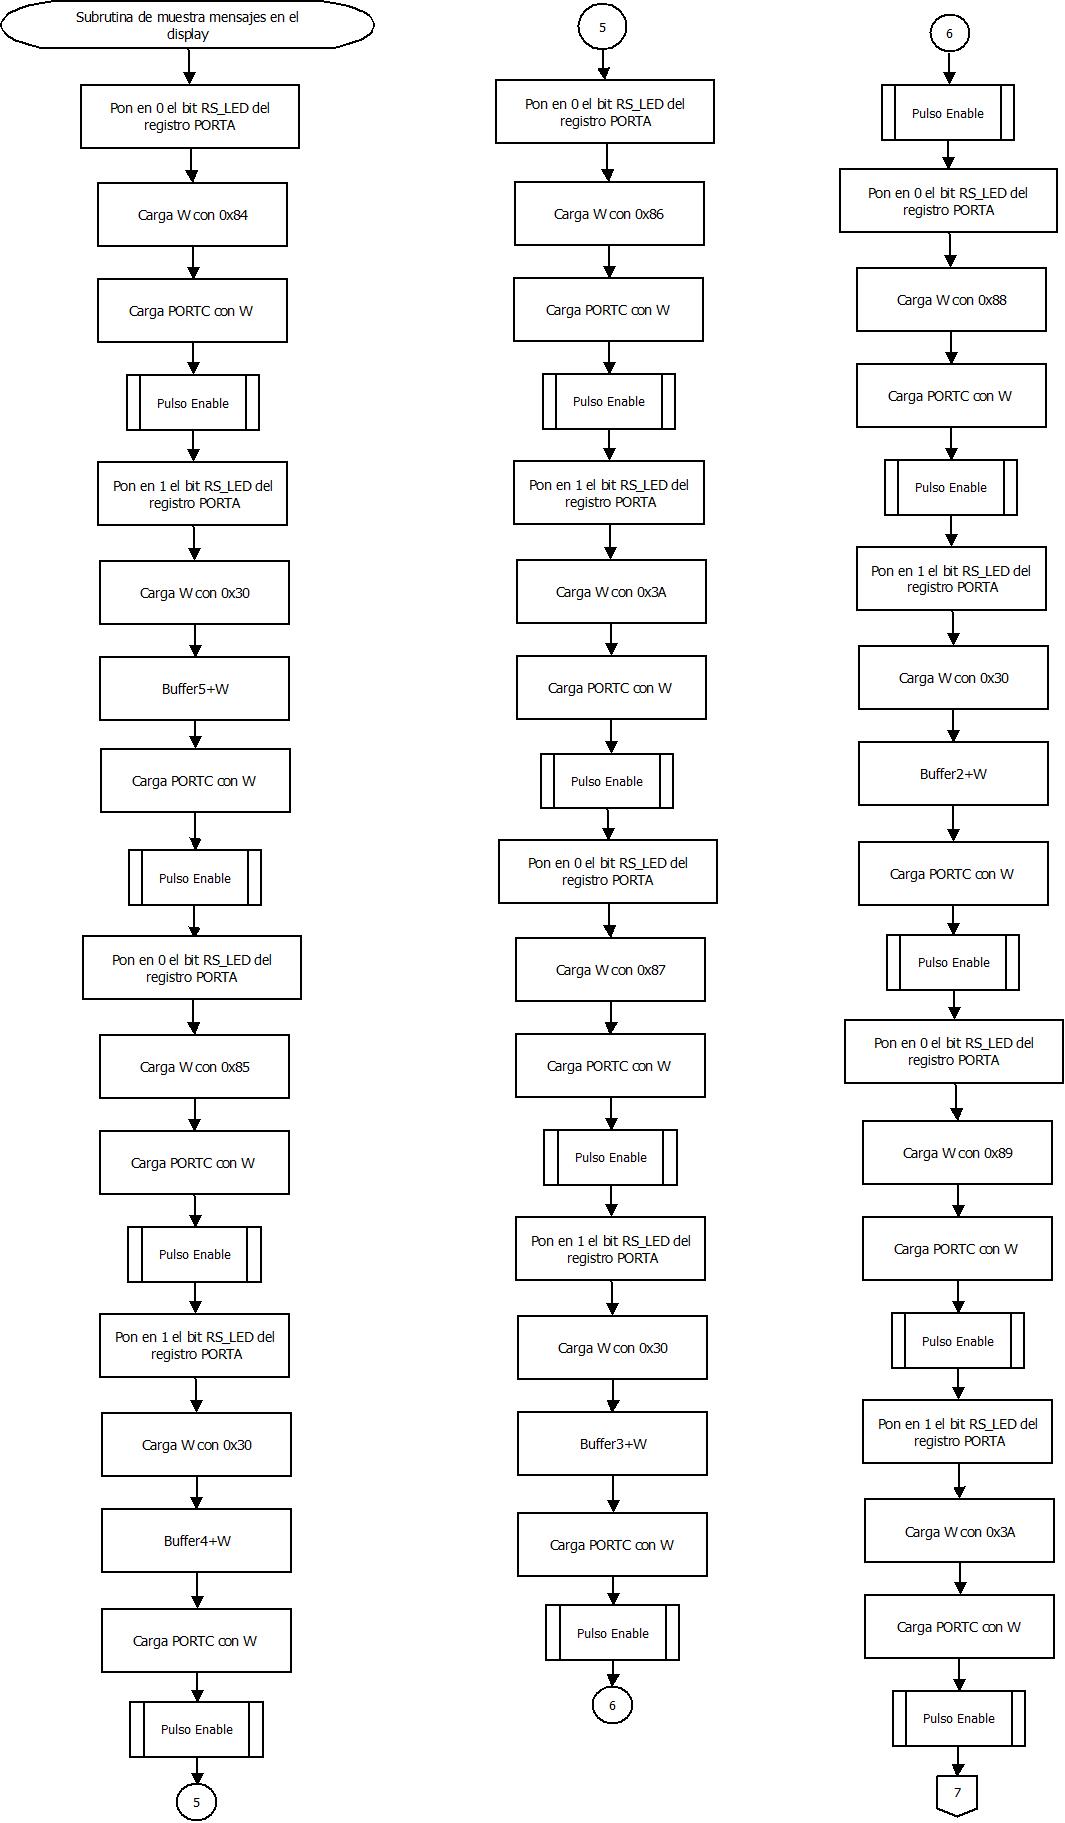 Subrutina de muestra mensajes en el
display
Pon en 0 el bit RS_LED del
registro PORTA
Carga W con 0x84
Carga PORTC con W
Pulso Enable
Pon en 1 el bit RS_LED del
registro PORTA
Carga W con 0x30
Buffer5+W
Carga PORTC con W
Pulso Enable
Pon en 0 el bit RS_LED del
registro PORTA
Carga W con 0x85
Carga PORTC con W
Pulso Enable
Pon en 1 el bit RS_LED del
registro PORTA
Carga W con 0x30
Buffer4+W
Carga PORTC con W
Pulso Enable
5
5
Pon en 0 el bit RS_LED del
registro PORTA
Carga W con 0x86
Carga PORTC con W
Pulso Enable
Pon en 1 el bit RS_LED del
registro PORTA
Carga W con 0x3A
Carga PORTC con W
Pulso Enable
Pon en 0 el bit RS_LED del
registro PORTA
Carga W con 0x87
Carga PORTC con W
Pulso Enable
Pon en 1 el bit RS_LED del
registro PORTA
Carga W con 0x30
Buffer3+W
Carga PORTC con W
Pulso Enable
6
6
Pulso Enable
Pon en 0 el bit RS_LED del
registro PORTA
Carga W con 0x88
Carga PORTC con W
Pulso Enable
Pon en 1 el bit RS_LED del
registro PORTA
Carga W con 0x30
Buffer2+W
Carga PORTC con W
Pulso Enable
Pon en 0 el bit RS_LED del
registro PORTA
Carga W con 0x89
Carga PORTC con W
Pulso Enable
Pon en 1 el bit RS_LED del
registro PORTA
Carga W con 0x3A
Carga PORTC con W
Pulso Enable
7